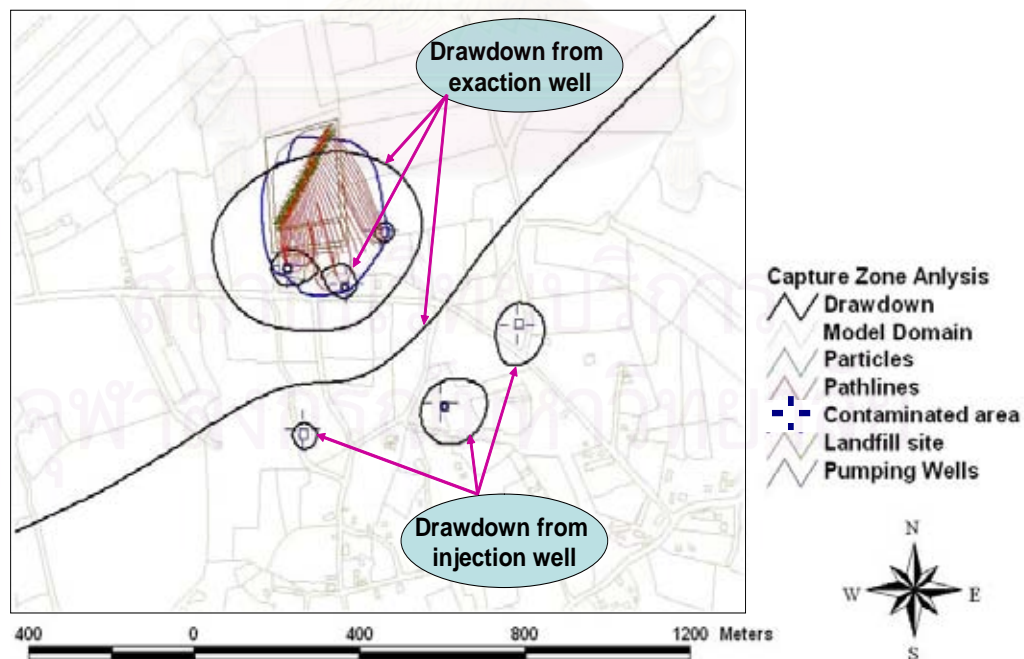 Drawdown from
exaction well
Capture Zone Anlysis
Drawdown
Model Domain
Particles
Pathlines
Contaminated area
Landfill site
Pumping Wells
Drawdown from
injection well
N
W
E
S
400 0 400 800 1200 Meters